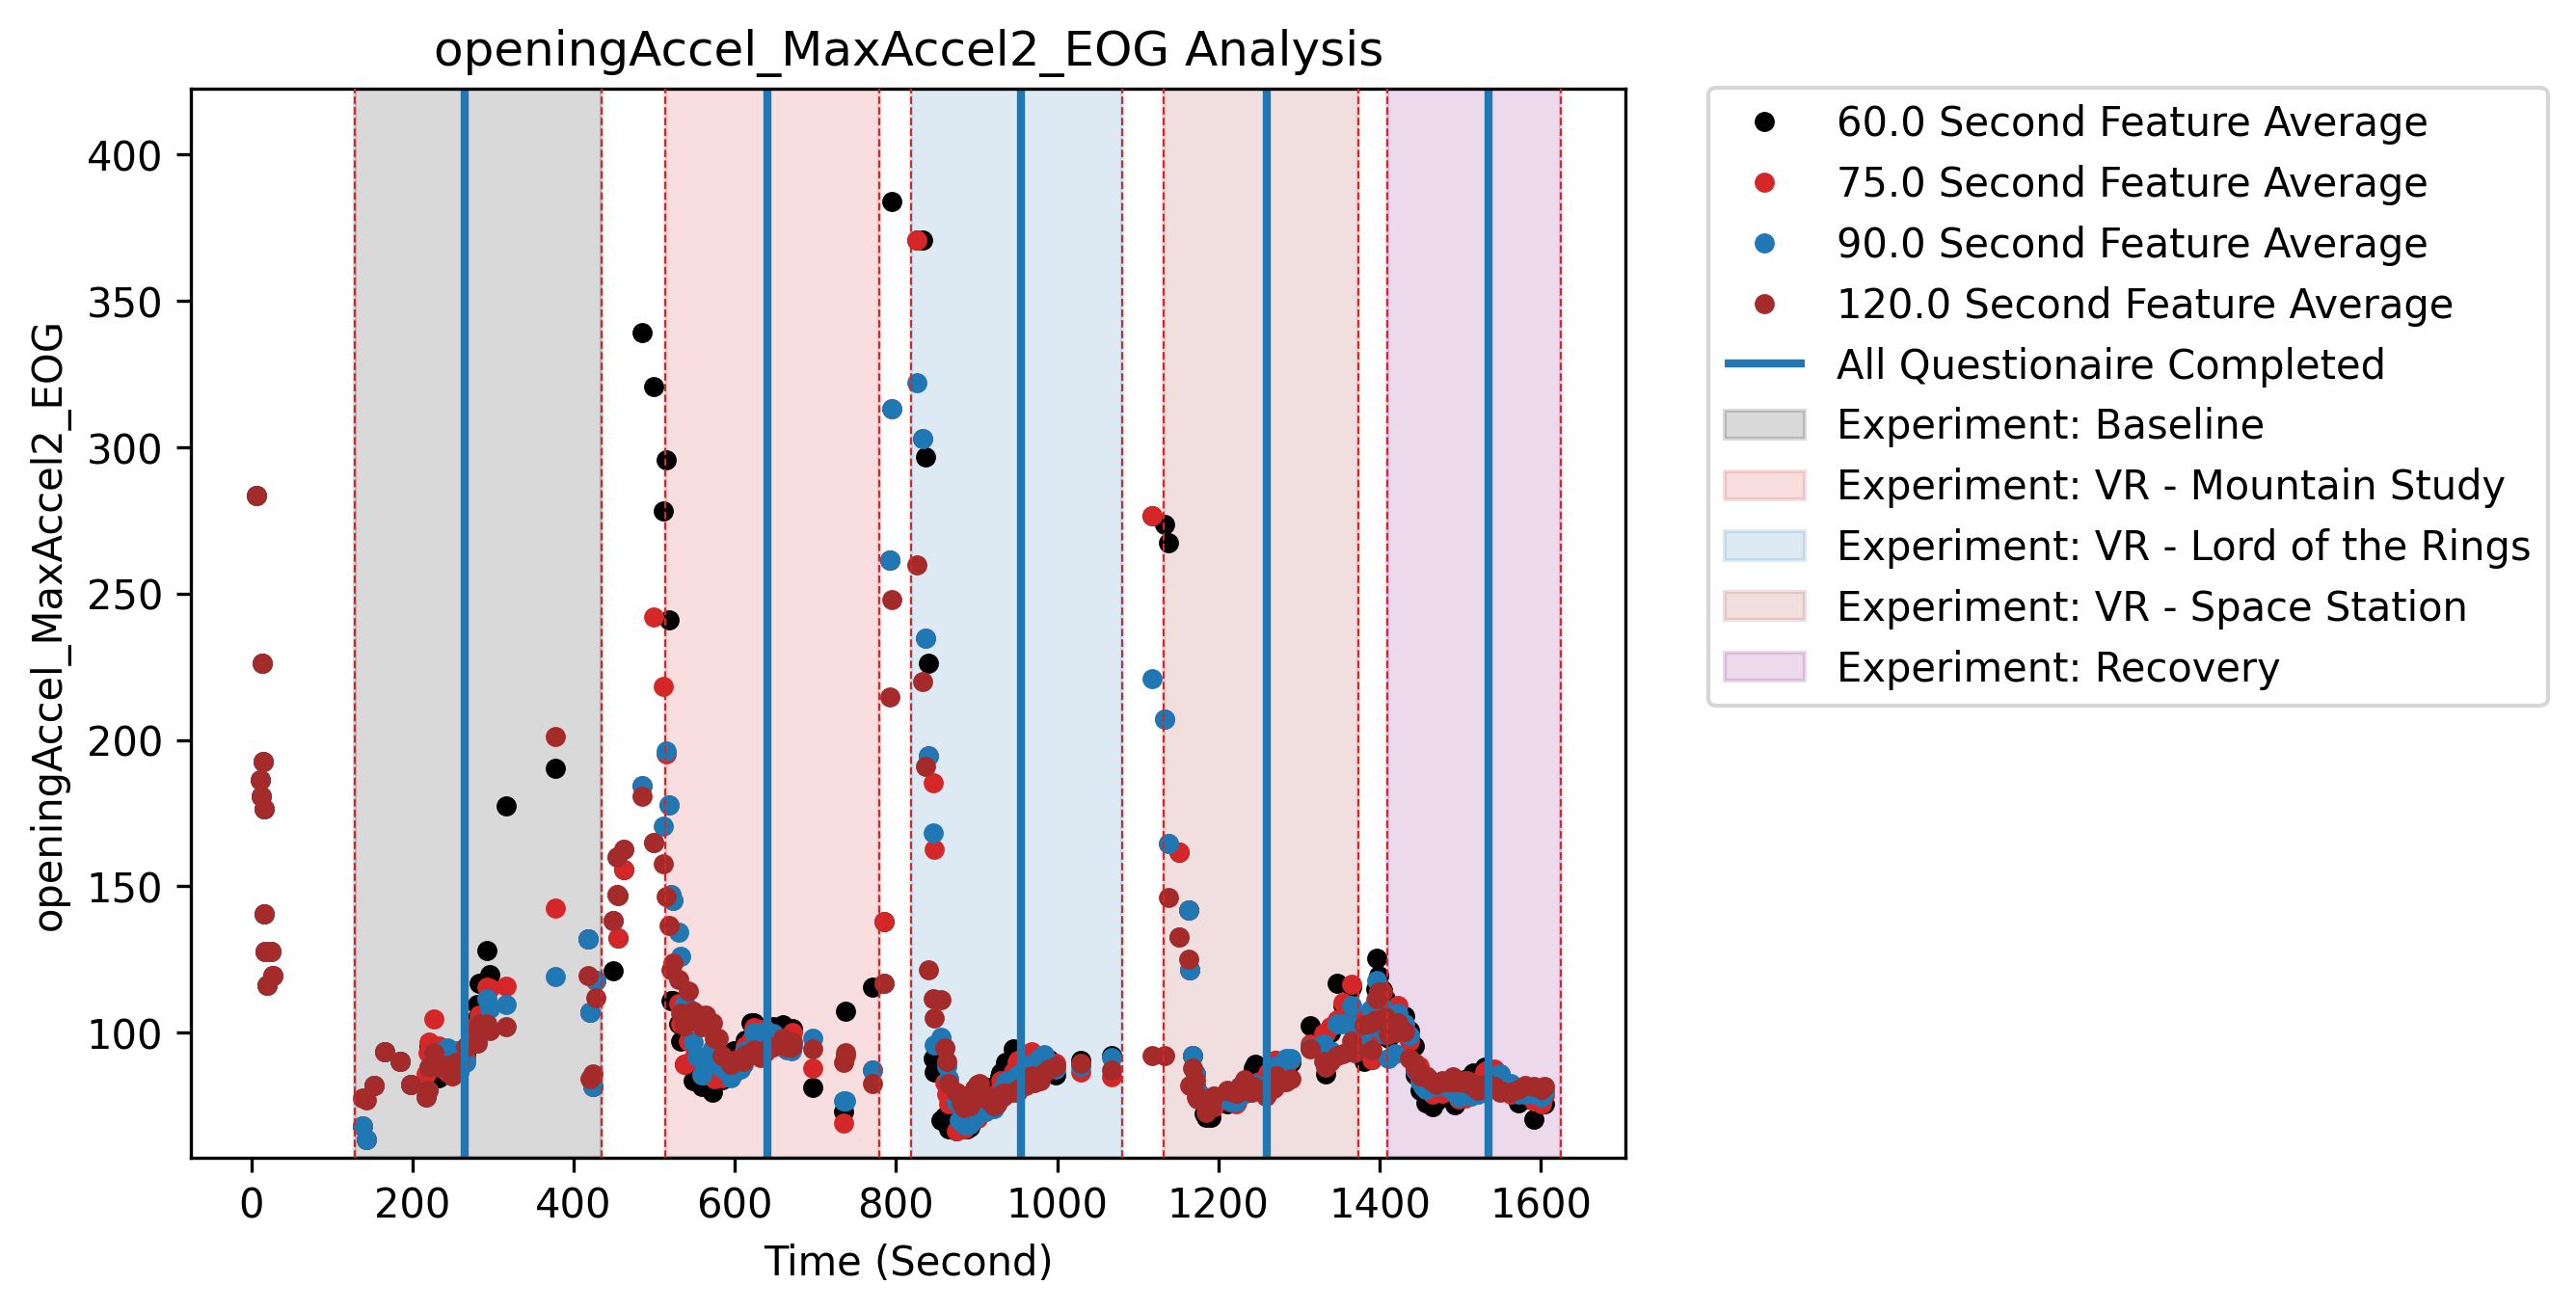 openingAccel_MaxAccel2_EOG Analysis
openingAccel_MaxAccel2_EOG
400
350
300
250
200
150
100
0 200 400 600 800 1000 1200 1400 1600
Time (Second)
60.0 Second Feature Average
75.0 Second Feature Average
90.0 Second Feature Average
120.0 Second Feature Average
All Questionaire Completed
Experiment: Baseline
Experiment: VR - Mountain Study
Experiment: VR - Lord of the Rings
Experiment: VR - Space Station
Experiment: Recovery